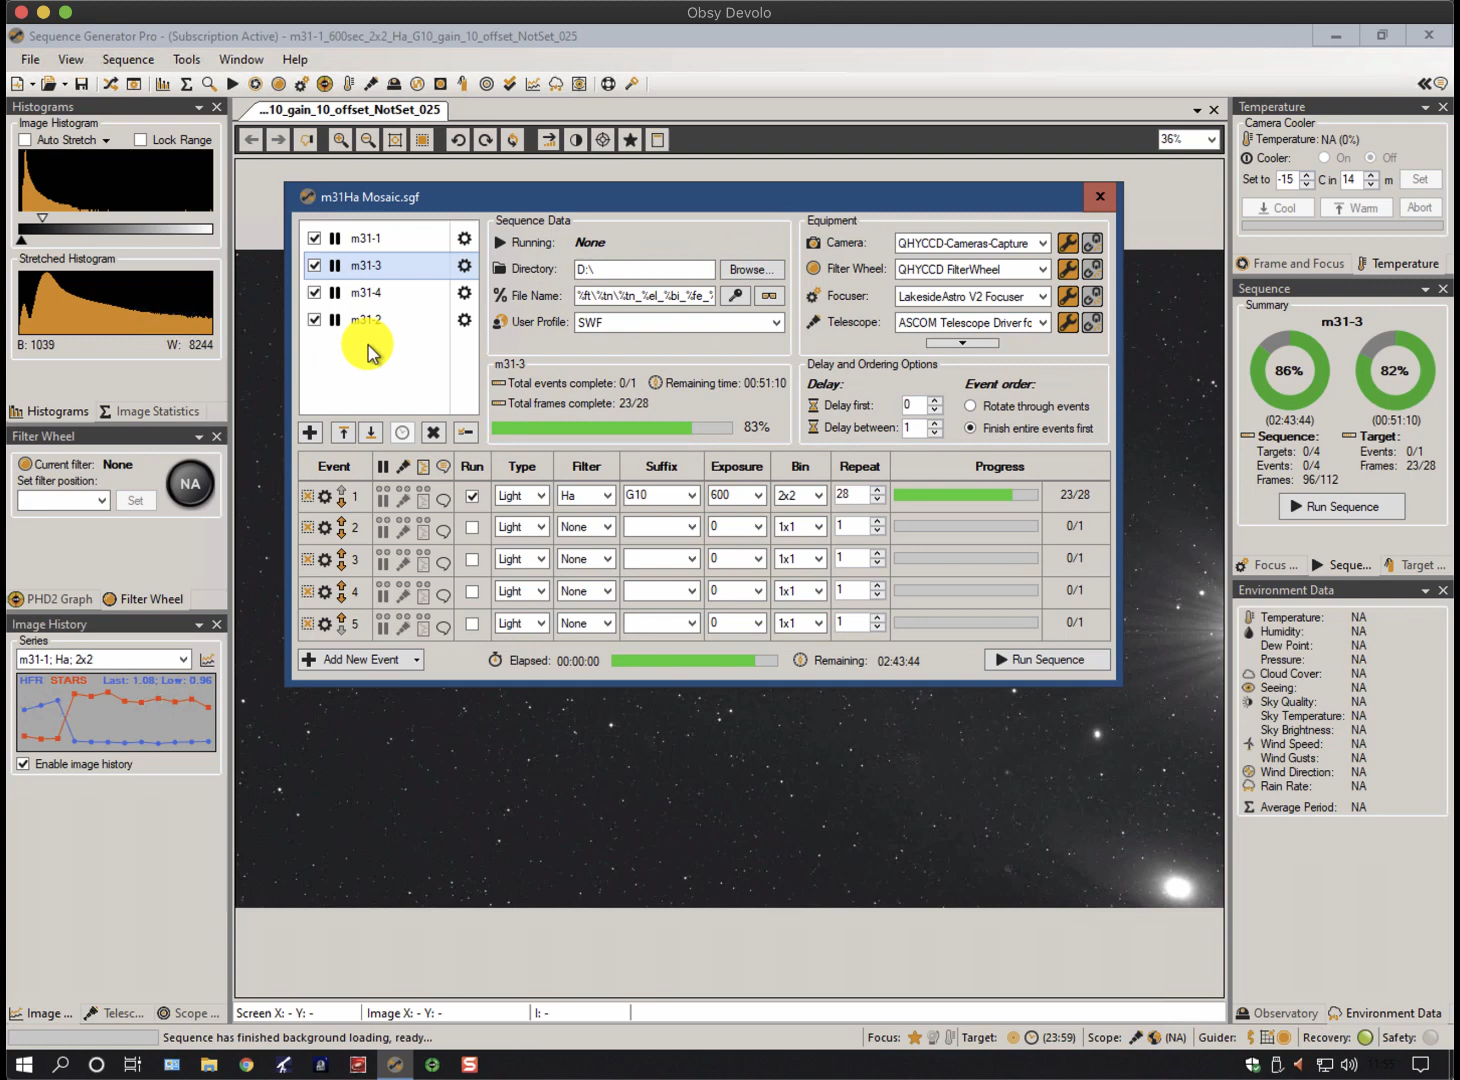 Obsy Devolo
Sequence Generator Pro - (Subscription Active) - m31-1_600sec_2x2_Ha_G10_gain_10_offset_NotSet_025
File View Sequence Tools Window Help
Histograms
Image Histogram
Auto Stretch
Lock Range
Stretched Histogram
B: 1039 W: 8244
Histograms Image Statistics
Filter Wheel
Current filter: None
Set filter position:
Set
NA
PHD2 Graph Filter Wheel
Image History
Series
m31-1; Ha; 2x2
HFR STARS Last: 1.08; Low: 0.96
Enable image history
Image ... Telesc... Scope ...
...10_gain_10_offset_NotSet_025
36%
m31Ha Mosaic.sgf
m31-1
m31-3
m31-4
m31-2
Sequence Data
Running: None
Directory: D:\ Browse...
File Name: %ft\%tn\%tn_%el_%bi_%fe_%
User Profile: SWF
Equipment
Camera: QHYCCD-Cameras-Capture
Filter Wheel: QHYCCD FilterWheel
Focuser: LakesideAstro V2 Focuser
Telescope: ASCOM Telescope Driver fc
m31-3
Total events complete: 0/1 Remaining time: 00:51:10
Total frames complete: 23/28
83%
Delay and Ordering Options
Delay: Event order:
Delay first: 0 Rotate through events
Delay between: 1 Finish entire events first
Event Run Type Filter Suffix Exposure Bin Repeat Progress
1 Light Ha G10 600 2x2 28 23/28
2 Light None 0 1x1 1 0/1
3 Light None 0 1x1 1 0/1
4 Light None 0 1x1 1 0/1
5 Light None 0 1x1 1 0/1
Add New Event Elapsed: 00:00:00 Remaining: 02:43:44 Run Sequence
Screen X: - Y: - Image X: - Y: - I: -
Temperature
Camera Cooler
Temperature: NA (0%)
Cooler: On Off
Set to -15 C in 14 m Set
Cool Warm Abort
Frame and Focus Temperature
Sequence
Summary
m31-3
86% 82%
(02:43:44) (00:51:10)
Sequence: Target:
Targets: 0/4 Events: 0/1
Events: 0/4 Frames: 23/28
Frames: 96/112
Run Sequence
Focus ... Seque... Target ...
Environment Data
Temperature: NA
Humidity: NA
Dew Point: NA
Pressure: NA
Cloud Cover: NA
Seeing: NA
Sky Quality: NA
Sky Temperature: NA
Sky Brightness: NA
Wind Speed: NA
Wind Gusts: NA
Wind Direction: NA
Rain Rate: NA
Average Period: NA
Observatory Environment Data
Sequence has finished background loading, ready...
Focus: Target: (23:59) Scope: (NA) Guider: Recovery: Safety: